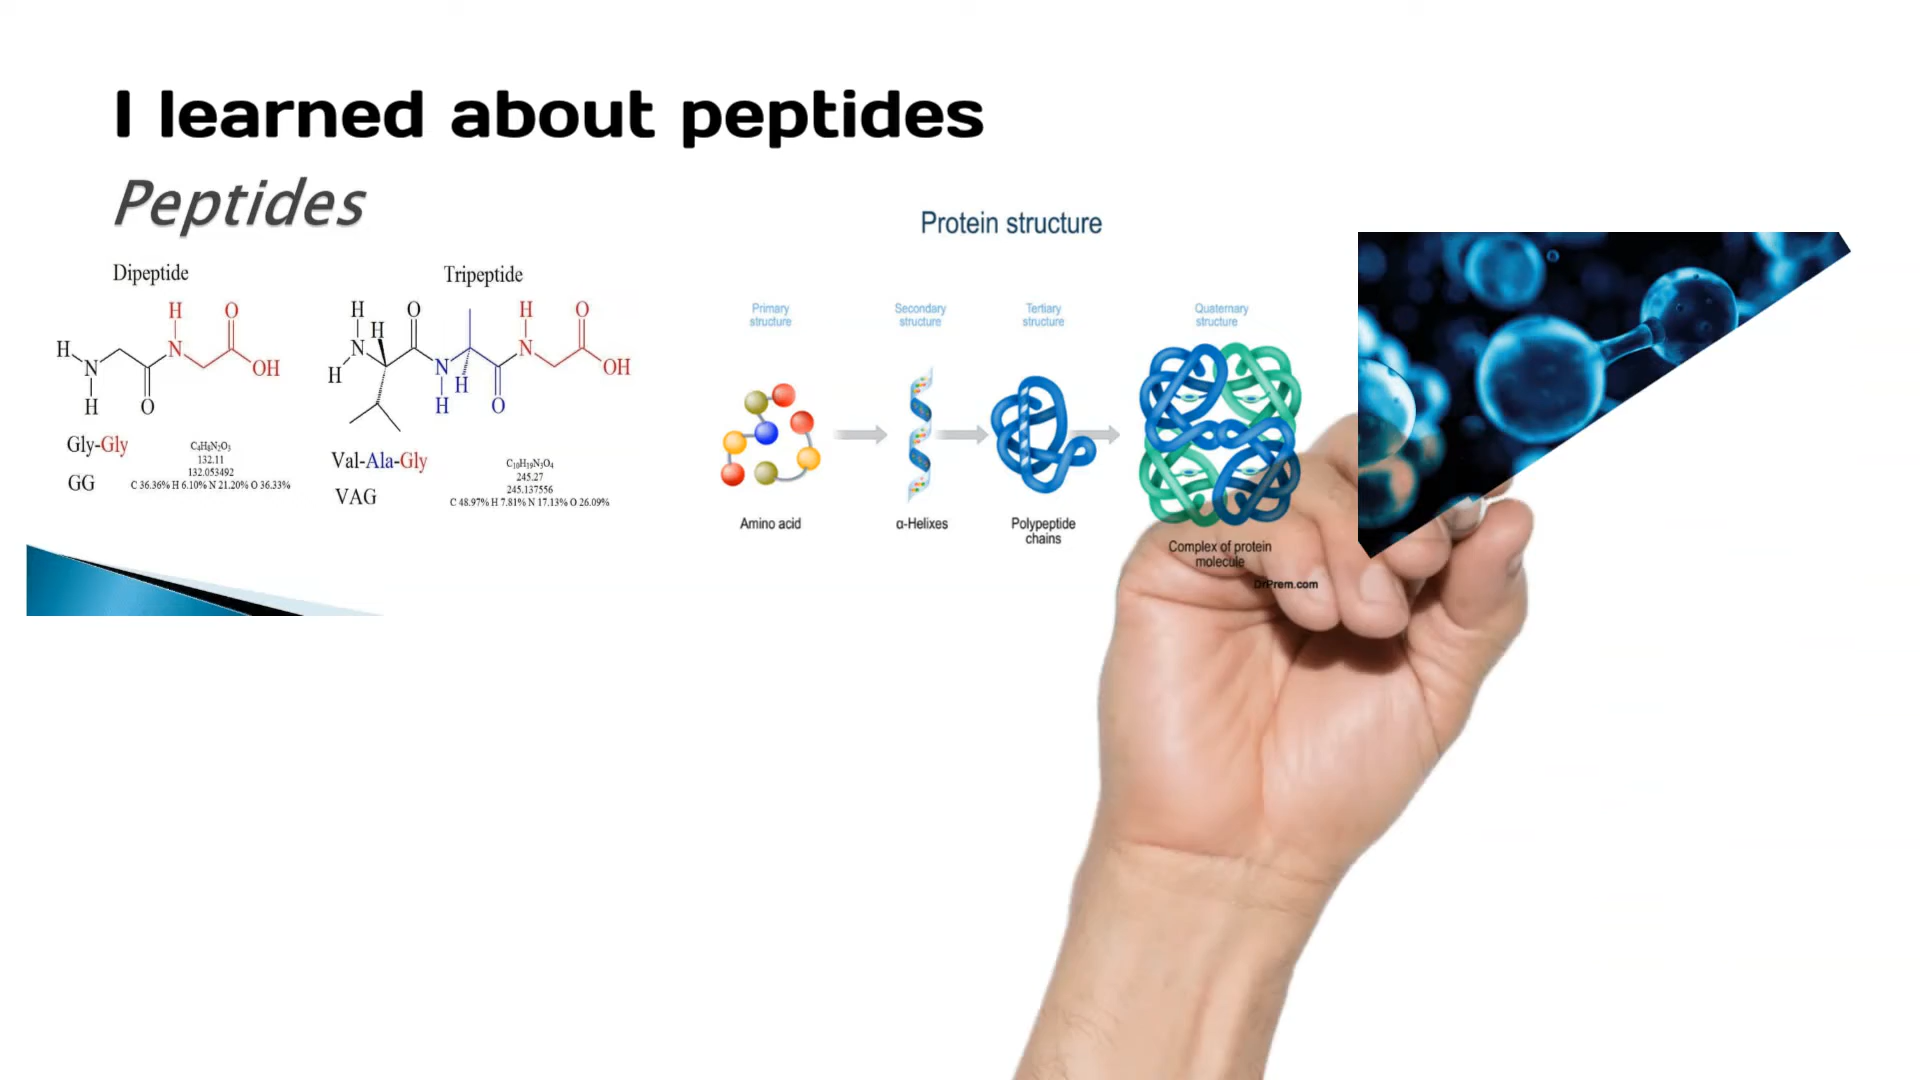 I learned about peptides
Peptides
Dipeptide
H
N
H
O
H
N
O
OH
Gly-Gly
GG
C₄H₈N₂O₃
132.11
132.053492
C 36.36% H 6.10% N 21.20% O 36.33%
Tripeptide
H
H
N
H
O
N
H
H
O
H
N
O
OH
Val-Ala-Gly
VAG
C₁₀H₁₉N₃O₄
245.27
245.137556
C 48.97% H 7.81% N 17.13% O 26.09%
Protein structure
Primary
structure
Secondary
structure
Tertiary
structure
Quaternary
structure
Amino acid
α-Helixes
Polypeptide
chains
Complex of protein
molecule
DrPrem.com